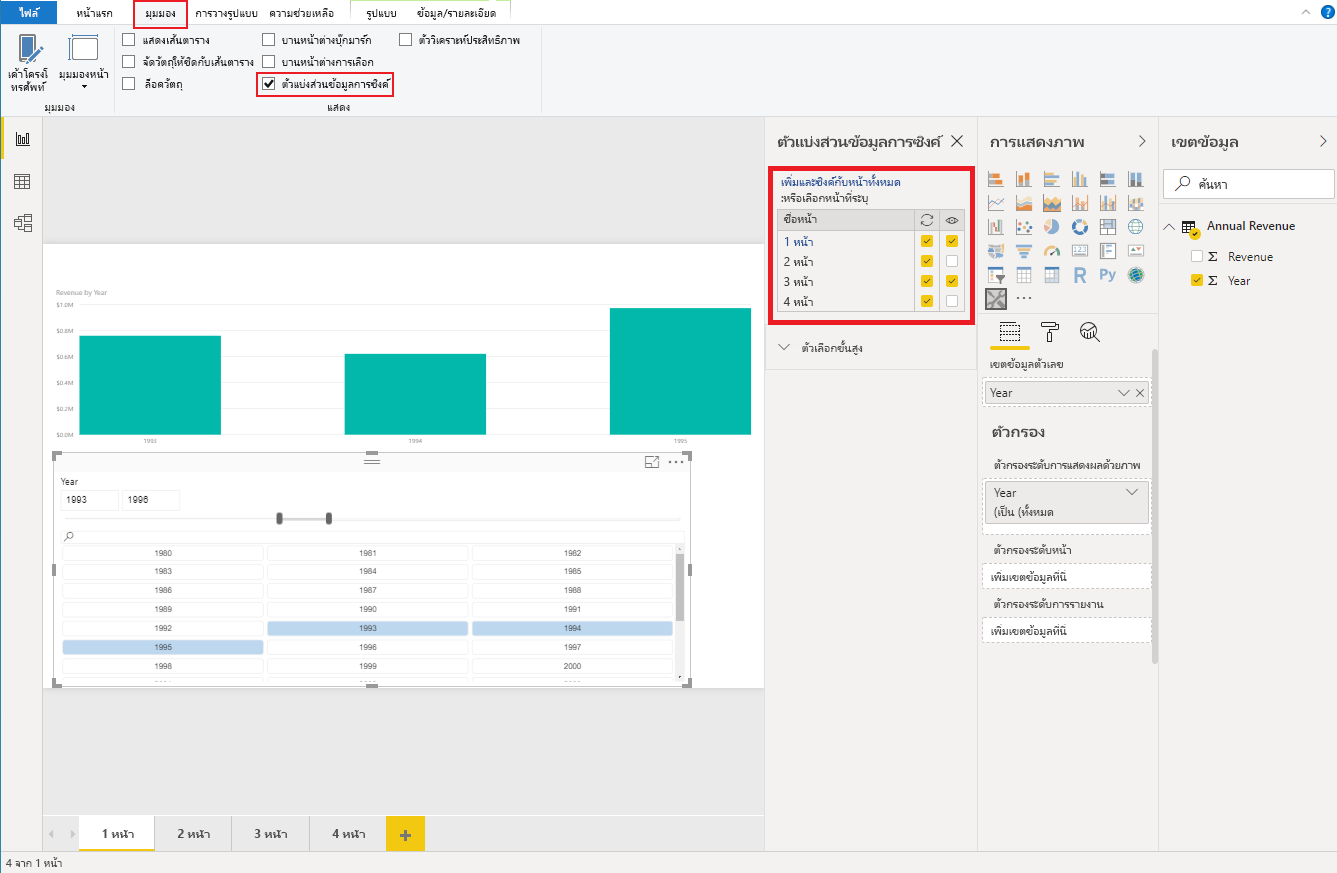 ไฟล์
หน้าแรก
มุมมอง
การวางรูปแบบ
ความช่วยเหลือ
รูปแบบ
ข้อมูล/รายละเอียด
?
เค้าโครงโทรศัพท์
มุมมองหน้า
มุมมอง
แสดงเส้นตาราง
จัดวัตถุให้ชิดกับเส้นตาราง
ล็อควัตถุ
บานหน้าต่างบุ๊กมาร์ก
บานหน้าต่างการเลือก
ตัวแบ่งส่วนข้อมูลการซิงค์
ตัววิเคราะห์ประสิทธิภาพ
แสดง
Revenue by Year
$1.0M
$0.8M
$0.6M
$0.4M
$0.2M
$0.0M
1993
1994
1995
Year
1993
1996
1980 1981 1982
1983 1984 1985
1986 1987 1988
1989 1990 1991
1992 1993 1994
1995 1996 1997
1998 1999 2000
ตัวแบ่งส่วนข้อมูลการซิงค์
เพิ่มและซิงค์กับหน้าทั้งหมด
:หรือเลือกหน้าที่ระบุ
ชื่อหน้า
1 หน้า
2 หน้า
3 หน้า
4 หน้า
ตัวเลือกขั้นสูง
การแสดงภาพ
R
Py
123
เขตข้อมูลตัวเลข
Year
ตัวกรอง
ตัวกรองระดับการแสดงผลด้วยภาพ
Year
(เป็น (ทั้งหมด
ตัวกรองระดับหน้า
เพิ่มเขตข้อมูลที่นี่
ตัวกรองระดับการรายงาน
เพิ่มเขตข้อมูลที่นี่
เขตข้อมูล
ค้นหา
Annual Revenue
Σ Revenue
Σ Year
1 หน้า
2 หน้า
3 หน้า
4 หน้า
+
4 จาก 1 หน้า